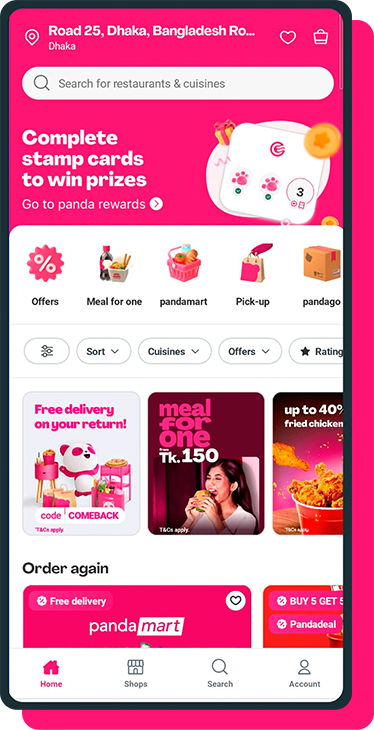 Road 25, Dhaka, Bangladesh Ro...
Dhaka
Search for restaurants & cuisines
Complete
stamp cards
to win prizes
Go to panda rewards
3
Offers
Meal for one
pandamart
Pick-up
pandago
Sort
Cuisines
Offers
Rating
Free delivery
on your return!
code COMEBACK
*T&Cs apply.
meal
for
one
from
Tk.150
T&Cs apply.
up to 40%
fried chicken
*T&Cs apply.
Order again
Free delivery
pandamart
BUY 5 GET 5
Pandadeal
Home
Shops
Search
Account